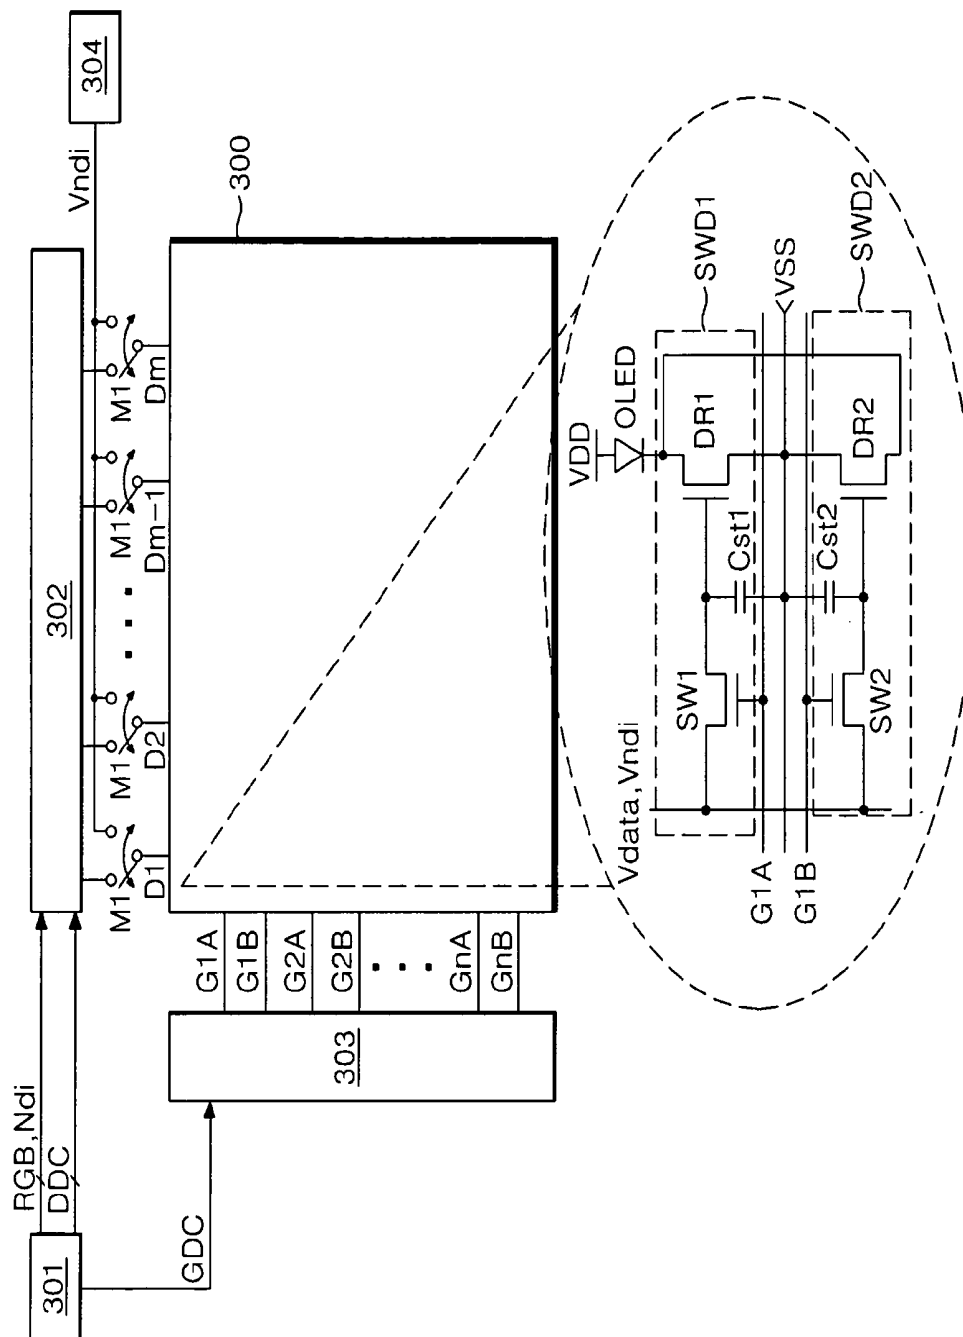 304
Vndi
302
M1
M1
M1
M1
D1
D2
Dm-1
Dm
300
RGB,Ndi
DDC
301
GDC
303
G1A
G1B
G2A
G2B
GnA
GnB
VDD
OLED
SWD1
DR1
Cst1
SW1
Vdata,Vndi
G1A
VSS
G1B
SWD2
DR2
Cst2
SW2